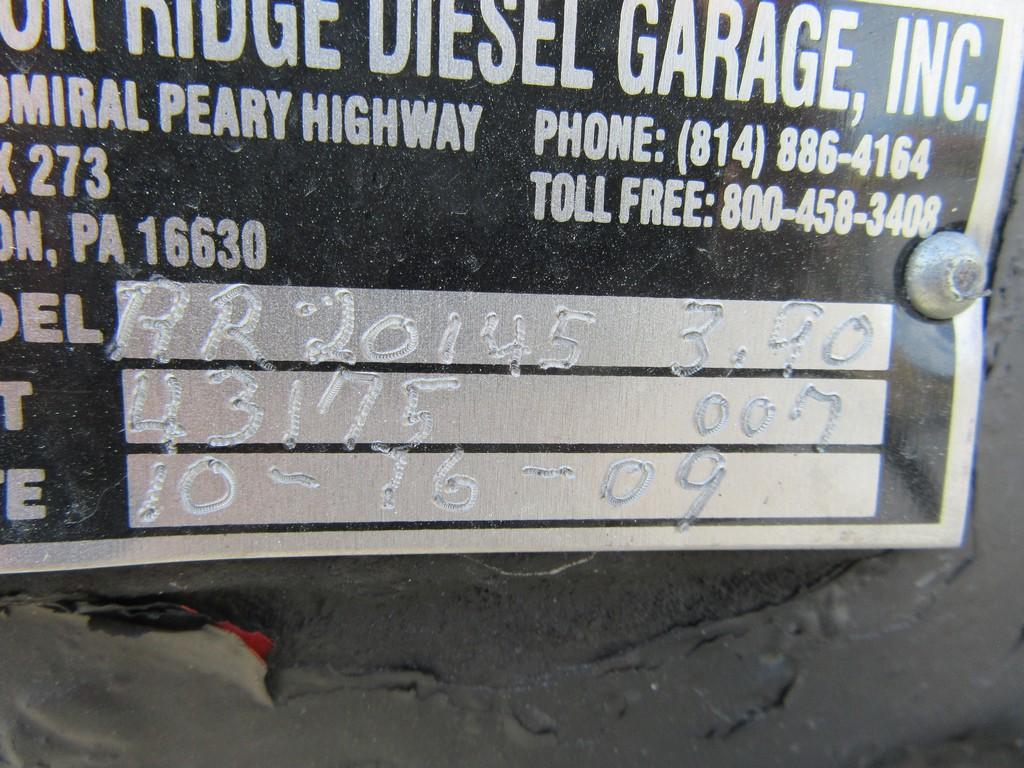 ON RIDGE DIESEL GARAGE, INC.
DMIRAL PEARY HIGHWAY PHONE: (814) 886-4164
X 273 TOLL FREE: 800-458-3408
ON, PA 16630
DEL RR20145 3.90
T 43175 007
TE 10-16-09